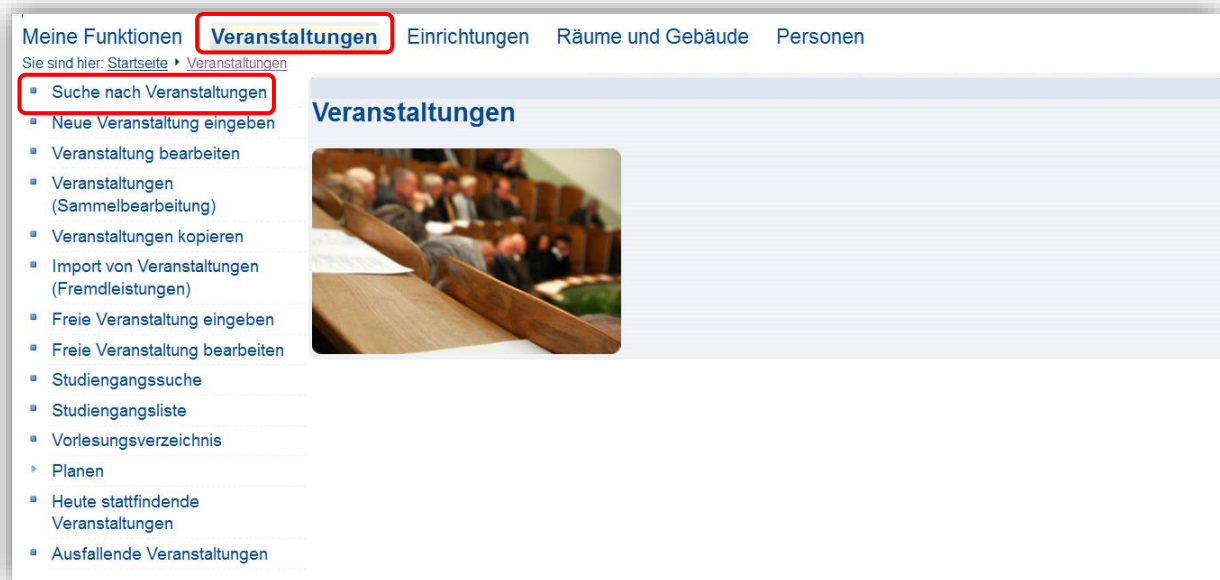 Meine Funktionen Veranstaltungen Einrichtungen Räume und Gebäude Personen
Sie sind hier: Startseite Veranstaltungen
Suche nach Veranstaltungen
Neue Veranstaltung eingeben
Veranstaltung bearbeiten
Veranstaltungen
(Sammelbearbeitung)
Veranstaltungen kopieren
Import von Veranstaltungen
(Fremdleistungen)
Freie Veranstaltung eingeben
Freie Veranstaltung bearbeiten
Studiengangssuche
Studiengangsliste
Vorlesungsverzeichnis
Planen
Heute stattfindende
Veranstaltungen
Ausfallende Veranstaltungen
Veranstaltungen